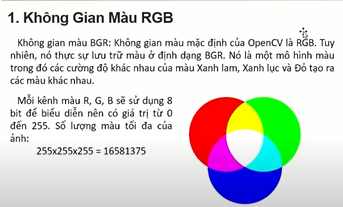 1. Không Gian Màu RGB
Không gian màu BGR: Không gian màu mặc định của OpenCV là RGB. Tuy
nhiên, nó thực sự lưu trữ màu ở định dạng BGR. Nó là một mô hình màu
trong đó các cường độ khác nhau của màu Xanh lam, Xanh lục và Đỏ tạo ra
các màu khác nhau.
Mỗi kênh màu R, G, B sẽ sử dụng 8
bit để biểu diễn nên có giá trị từ 0
đến 255. Số lượng màu tối đa của
ảnh:
255x255x255 = 16581375